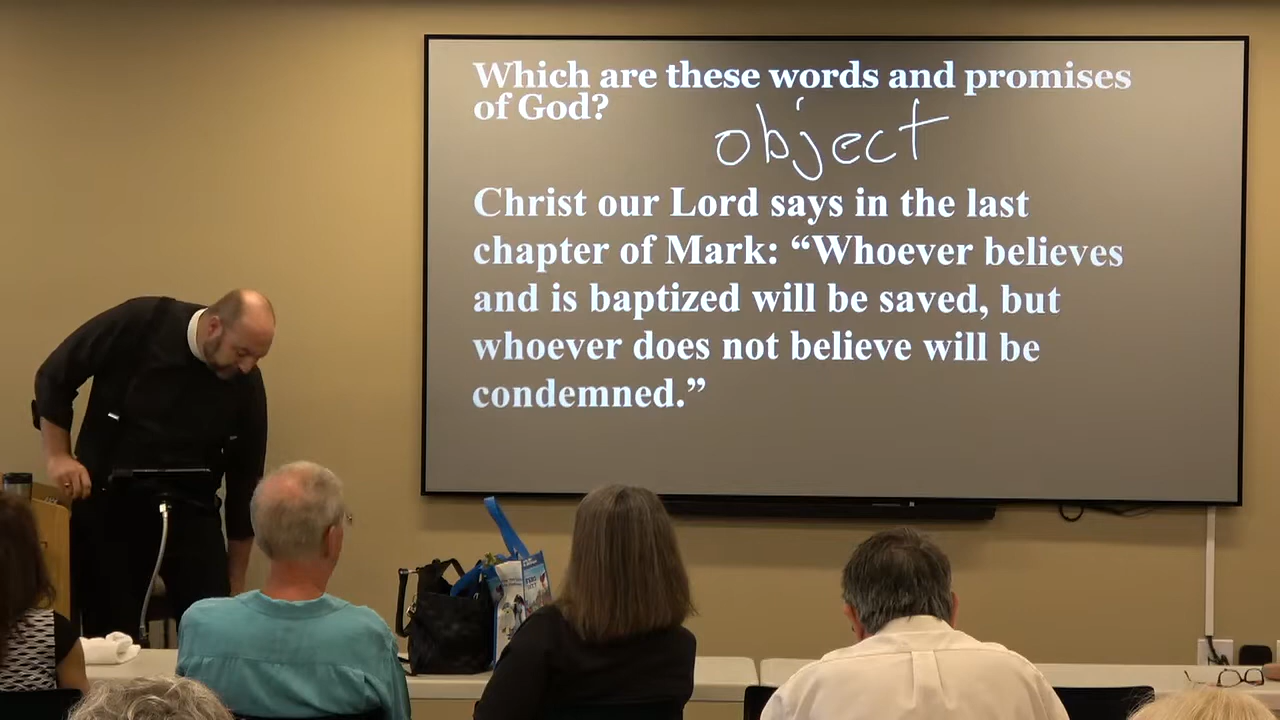 Which are these words and promises
of God?
object
Christ our Lord says in the last
chapter of Mark: “Whoever believes
and is baptized will be saved, but
whoever does not believe will be
condemned.”